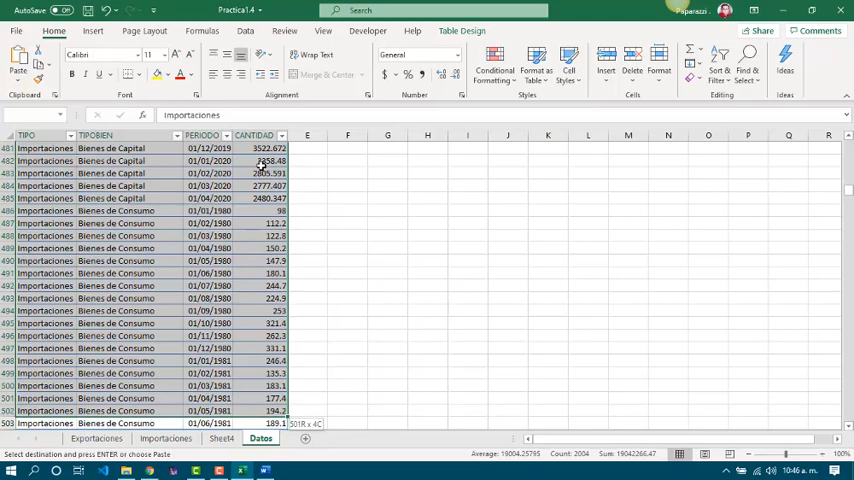 AutoSave Off Practica1.4 Search Paparazzi .
File Home Insert Page Layout Formulas Data Review View Developer Help Table Design Share Comments
Paste Calibri 11 Wrap Text General Conditional Formatting Format as Table Cell Styles Insert Delete Format Sort & Filter Find & Select Ideas
Merge & Center
Clipboard Font Alignment Number Styles Cells Editing Ideas
Importaciones
TIPO TIPOBIEN PERIODO CANTIDAD E F G H I J K L M N O P Q R
481 Importaciones Bienes de Capital 01/12/2019 3522.672
482 Importaciones Bienes de Capital 01/01/2020 358.48
483 Importaciones Bienes de Capital 01/02/2020 2805.591
484 Importaciones Bienes de Capital 01/03/2020 2777.407
485 Importaciones Bienes de Capital 01/04/2020 2480.347
486 Importaciones Bienes de Consumo 01/01/1980 98
487 Importaciones Bienes de Consumo 01/02/1980 112.2
488 Importaciones Bienes de Consumo 01/03/1980 122.8
489 Importaciones Bienes de Consumo 01/04/1980 150.2
490 Importaciones Bienes de Consumo 01/05/1980 147.9
491 Importaciones Bienes de Consumo 01/06/1980 180.1
492 Importaciones Bienes de Consumo 01/07/1980 244.7
493 Importaciones Bienes de Consumo 01/08/1980 224.9
494 Importaciones Bienes de Consumo 01/09/1980 253
495 Importaciones Bienes de Consumo 01/10/1980 321.4
496 Importaciones Bienes de Consumo 01/11/1980 262.3
497 Importaciones Bienes de Consumo 01/12/1980 331.1
498 Importaciones Bienes de Consumo 01/01/1981 246.4
499 Importaciones Bienes de Consumo 01/02/1981 135.3
500 Importaciones Bienes de Consumo 01/03/1981 183.1
501 Importaciones Bienes de Consumo 01/04/1981 177.4
502 Importaciones Bienes de Consumo 01/05/1981 194.2
503 Importaciones Bienes de Consumo 01/06/1981 189.1 501R x 4C
Exportaciones Importaciones Sheet4 Datos
Select destination and press ENTER or choose Paste Average: 19004.25795 Count: 2004 Sum: 19042266.47 100%
10:46 a. m.